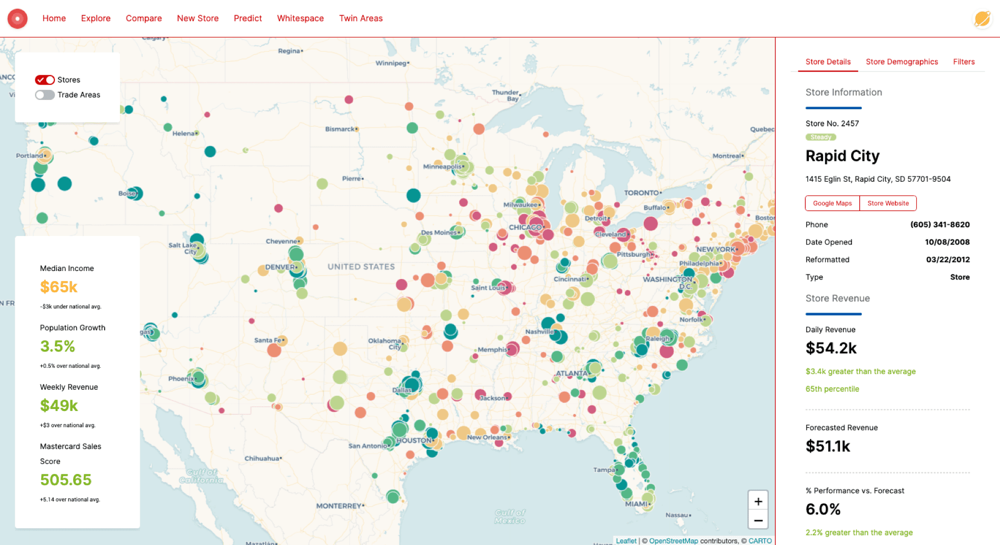 Home Explore Compare New Store Predict Whitespace Twin Areas
Stores
Trade Areas
Median Income
$65k
-$3k under national avg.
Population Growth
3.5%
+0.5% over national avg.
Weekly Revenue
$49k
+$3 over national avg.
Mastercard Sales
Score
505.65
+5.14 over national avg.
Calgary
Regina
Winnipeg
Thunder
Bay
Helena
Bismarck
Quebec
Portland
Montreal
Minneapolis
Pierre
Boise
TORONTO
Milwaukee
Buffalo
Detroit
Boston
CHICAGO
Des Moines
Cleveland
Cheyenne
Salt Lake
City
NEW YORK
Pittsburgh
Philadelphia
DENVER
UNITED STATES
Cincinnati
WASHINGTON
D.C.
Saint Louis
N FR
Norfolk
gas
Nashville
Raleigh
Santa Fe
Oklahoma
City
Memphis
Phoenix
ATLANTA
Dallas
Jackson
HOUSTON
New Orleans
San Antonio
Chihuahua
Gulf of
California
Tampa
MONTERREY
MIAMI
Gulf of
Mexico
Nassau
Mazatlán
+
−
Leaflet | © OpenStreetMap contributors, © CARTO
Store Details Store Demographics Filters
Store Information
Store No. 2457
Steady
Rapid City
1415 Eglin St, Rapid City, SD 57701-9504
Google Maps Store Website
Phone (605) 341-8620
Date Opened 10/08/2008
Reformatted 03/22/2012
Type Store
Store Revenue
Daily Revenue
$54.2k
$3.4k greater than the average
65th percentile
Forecasted Revenue
$51.1k
% Performance vs. Forecast
6.0%
2.2% greater than the average